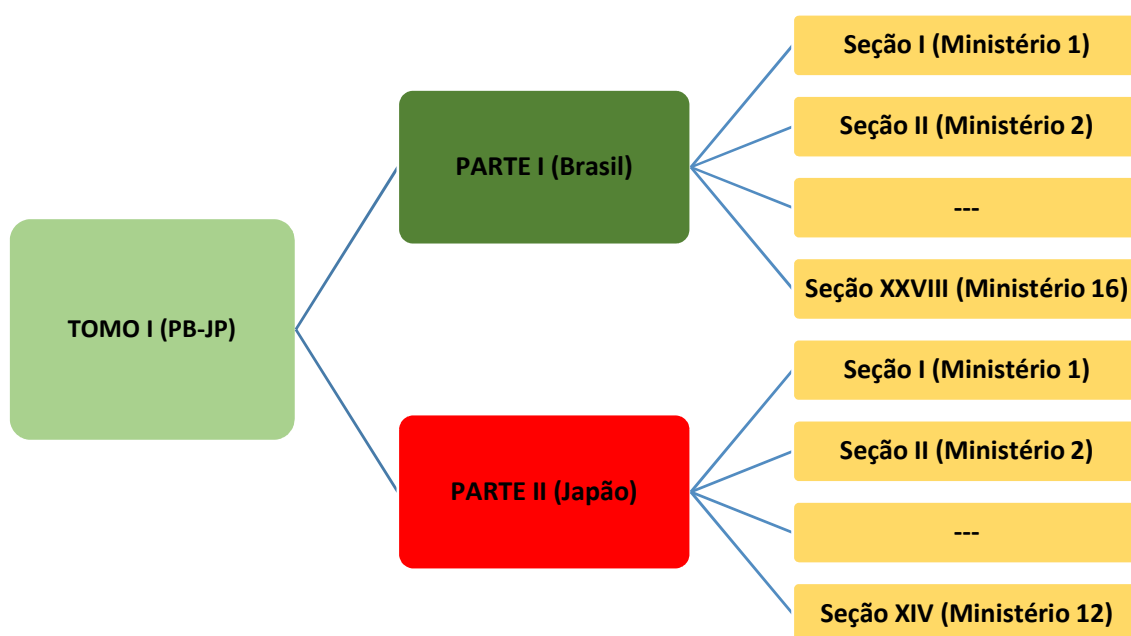 TOMO I (PB-JP)
PARTE I (Brasil)
Seção I (Ministério 1)
Seção II (Ministério 2)
---
Seção XXVIII (Ministério 16)
PARTE II (Japão)
Seção I (Ministério 1)
Seção II (Ministério 2)
---
Seção XIV (Ministério 12)